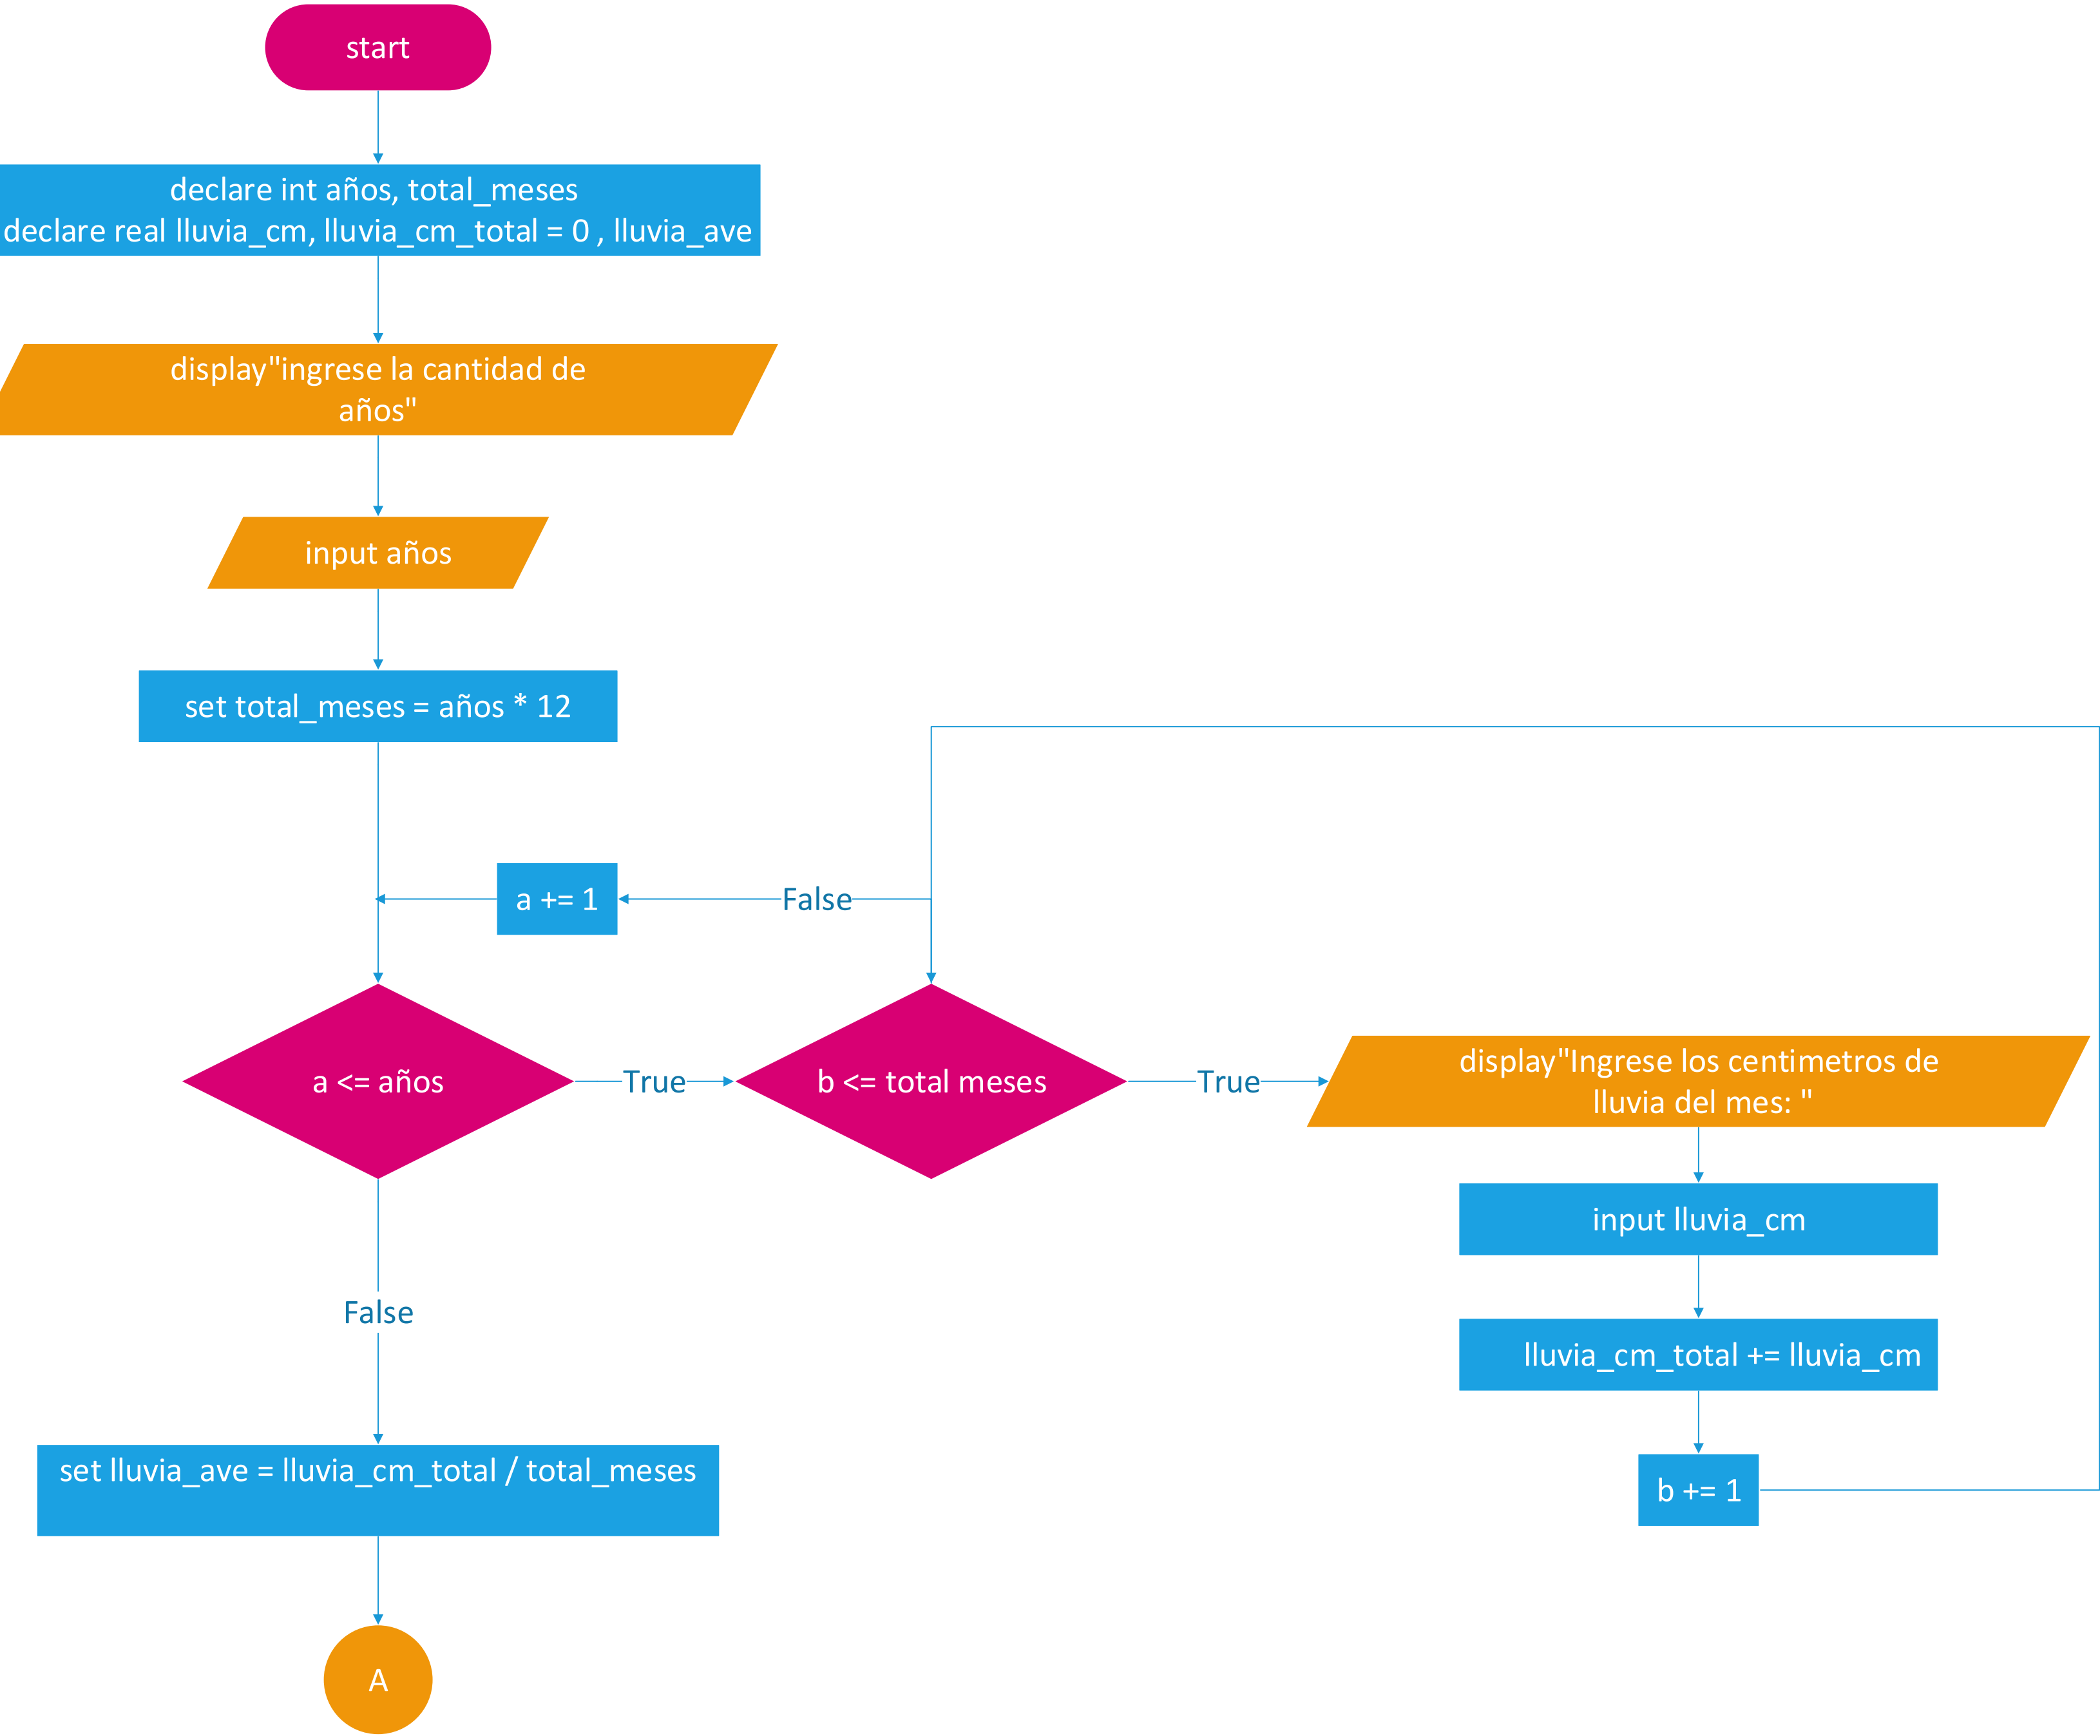 start
declare int años, total_meses
declare real lluvia_cm, lluvia_cm_total = 0 , lluvia_ave
display"ingrese la cantidad de
años"
input años
set total_meses = años * 12
a += 1
False
a <= años
True
b <= total meses
True
display"Ingrese los centimetros de
lluvia del mes: "
input lluvia_cm
lluvia_cm_total += lluvia_cm
b += 1
False
set lluvia_ave = lluvia_cm_total / total_meses
A